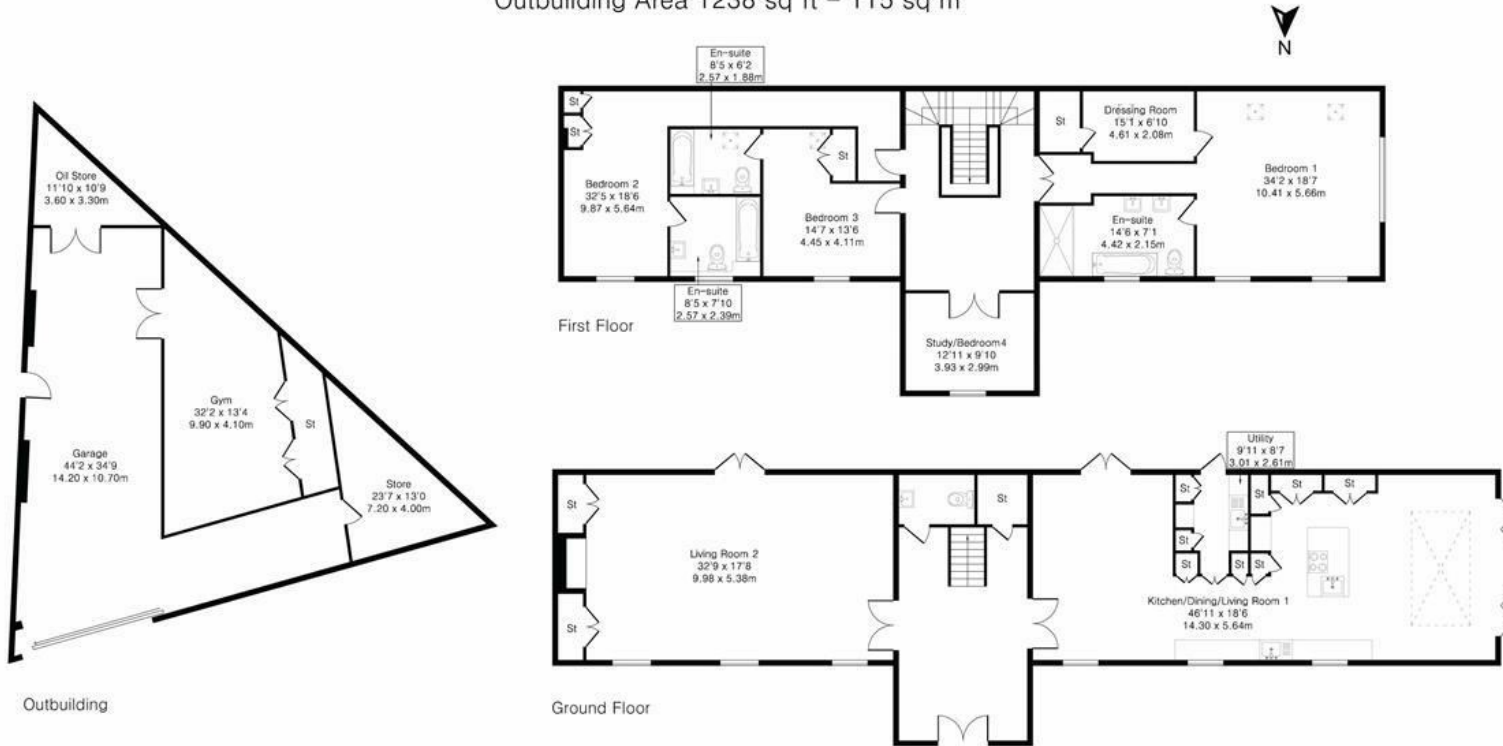 Outbuilding Area 1238 sq ft - 115 sq m
N
En-suite
8'5 x 6'2
2.57 x 1.88m
St
St
Bedroom 2
32'5 x 18'6
9.87 x 5.64m
St
Bedroom 3
14'7 x 13'6
4.45 x 4.11m
En-suite
8'5 x 7'10
2.57 x 2.39m
St
Dressing Room
15'1 x 6'10
4.61 x 2.08m
Bedroom 1
34'2 x 18'7
10.41 x 5.66m
En-suite
14'6 x 7'1
4.42 x 2.15m
Study/Bedroom4
12'11 x 9'10
3.93 x 2.99m
First Floor
Oil Store
11'10 x 10'9
3.60 x 3.30m
Gym
32'2 x 13'4
9.90 x 4.10m
St
Garage
44'2 x 34'9
14.20 x 10.70m
Store
23'7 x 13'0
7.20 x 4.00m
Outbuilding
St
Living Room 2
32'9 x 17'8
9.98 x 5.38m
St
St
Utility
9'11 x 8'7
3.01 x 2.61m
St
St
St
St
St
St
St
St
Kitchen/Dining/Living Room 1
46'11 x 18'6
14.30 x 5.64m
Ground Floor